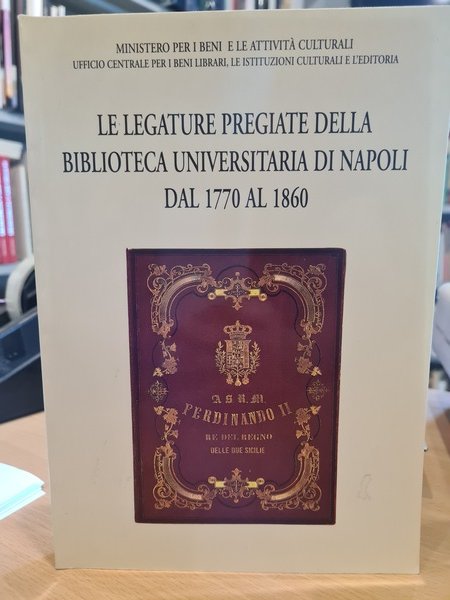 MINISTERO PER I BENI E LE ATTIVITÀ CULTURALI
UFFICIO CENTRALE PER I BENI LIBRARI, LE ISTITUZIONI CULTURALI E L'EDITORIA
LE LEGATURE PREGIATE DELLA
BIBLIOTECA UNIVERSITARIA DI NAPOLI
DAL 1770 AL 1860
A S. R. M.
FERDINANDO II
RE DEL REGNO
DELLE DUE SICILIE